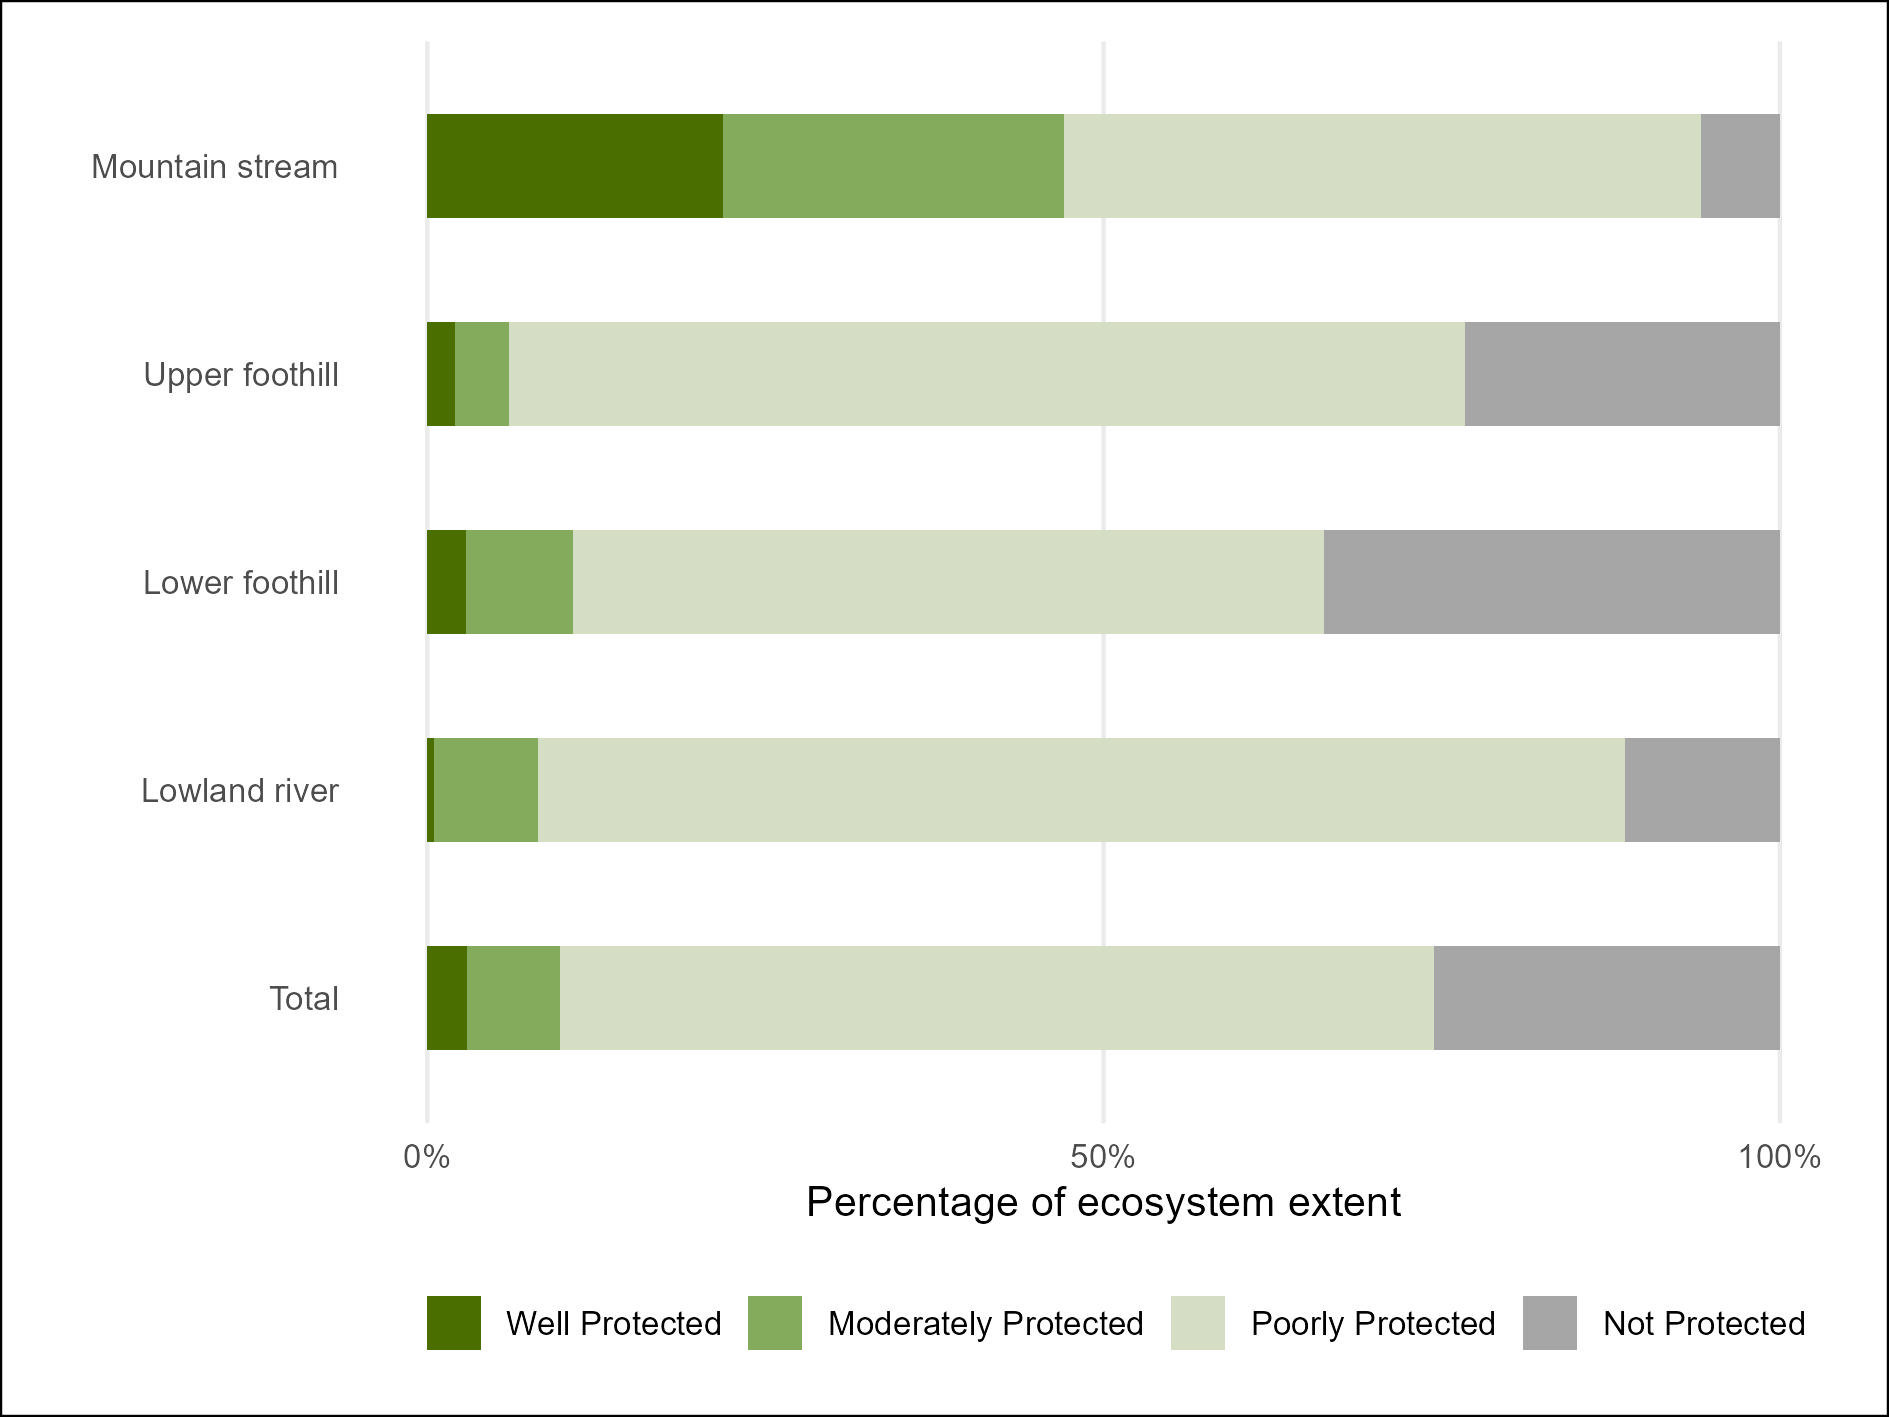 Mountain stream
Upper foothill
Lower foothill
Lowland river
Total
0% 50% 100%
Percentage of ecosystem extent
Well Protected Moderately Protected Poorly Protected Not Protected